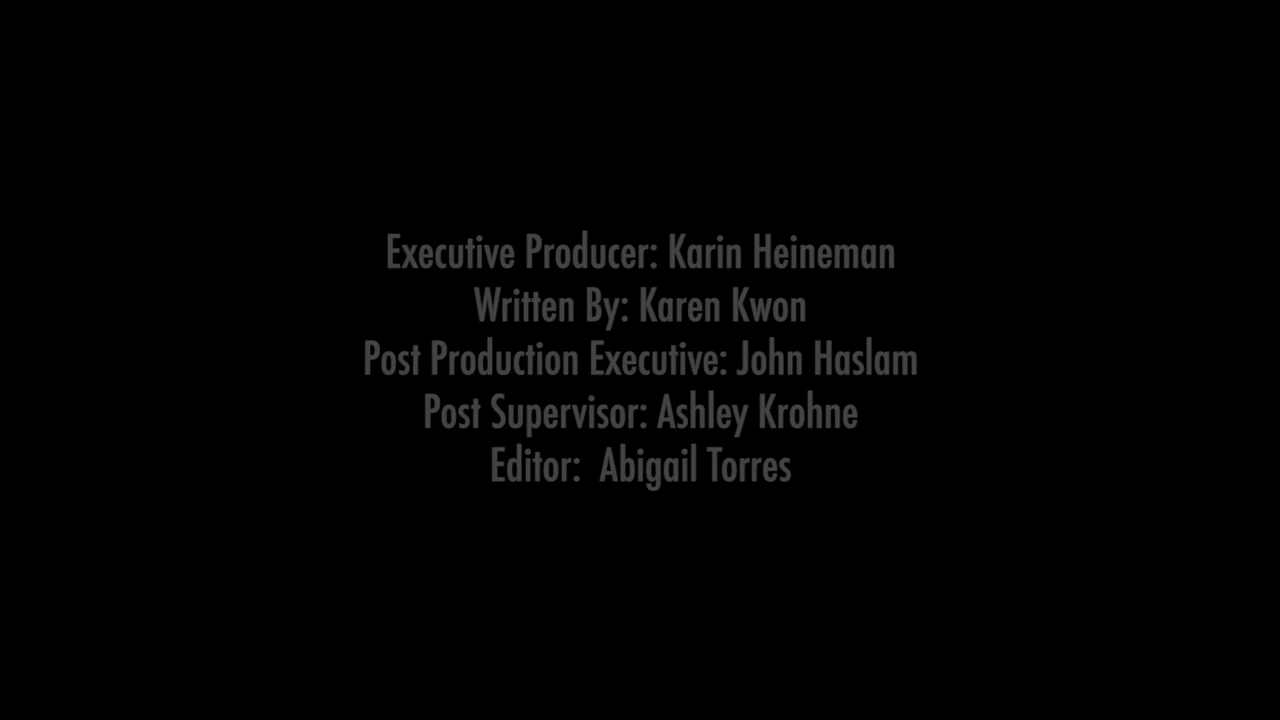 Executive Producer: Karin Heineman
Written By: Karen Kwon
Post Production Executive: John Haslam
Post Supervisor: Ashley Krohne
Editor:  Abigail Torres